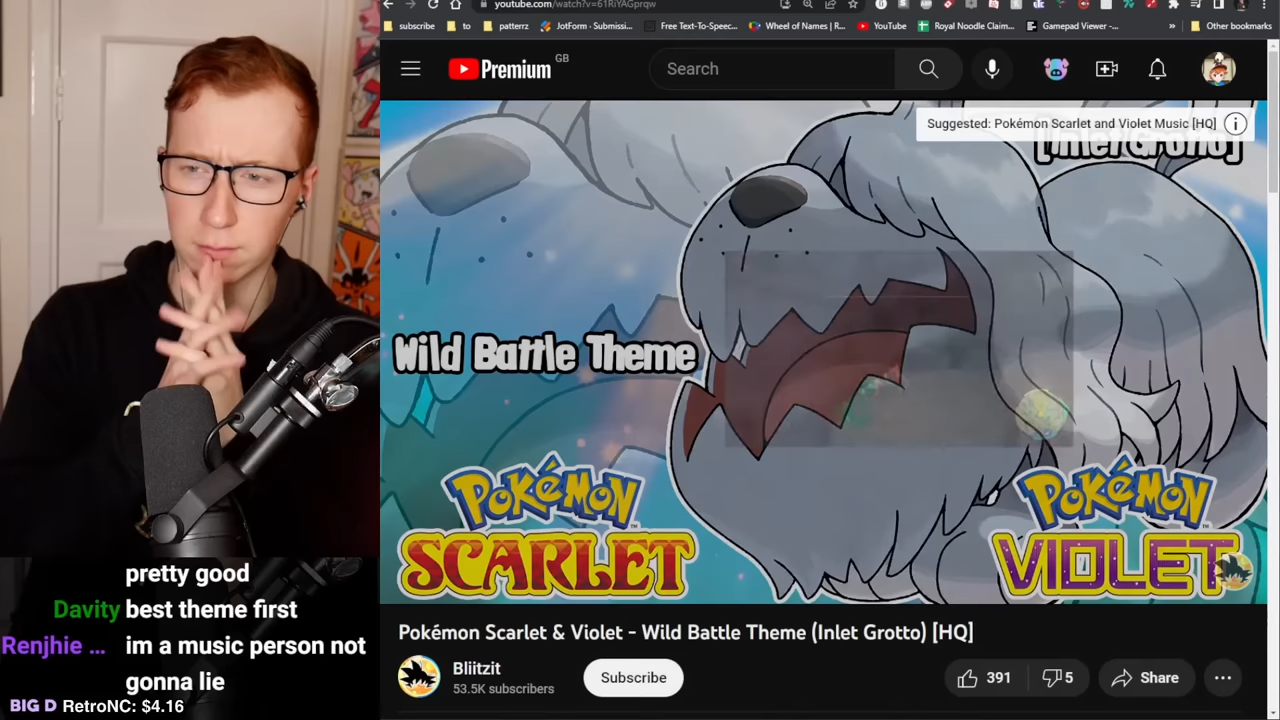 youtube.com/watch?v=61RiYAGprqw
subscribe to patterrz JotForm - Submissi... Free Text-To-Speec... Wheel of Names | R... YouTube Royal Noodle Claim... Gamepad Viewer -... » Other bookmarks
Premium GB
Search
Suggested: Pokémon Scarlet and Violet Music [HQ]
[Inlet Grotto]
Wild Battle Theme
POKéMON
SCARLET
POKéMON
VIOLET
pretty good
Davity best theme first
Renjhie ... im a music person not
gonna lie
BIG D RetroNC: $4.16
Pokémon Scarlet & Violet - Wild Battle Theme (Inlet Grotto) [HQ]
Bliitzit
53.5K subscribers
Subscribe
391
5
Share